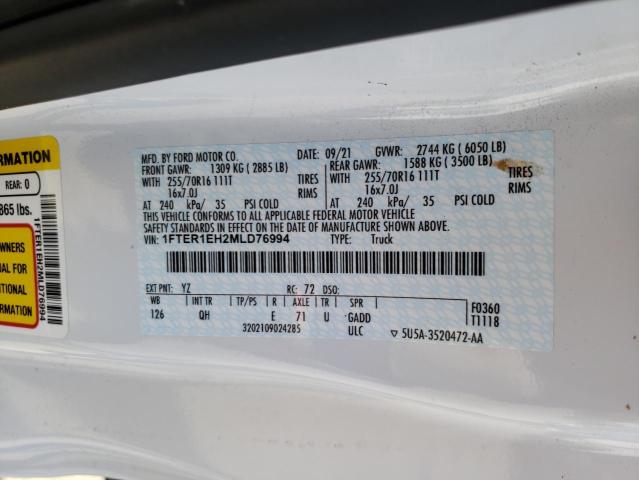 MFD. BY FORD MOTOR CO. 09/21 GVWR: 2744 KG ( 6050 LB)
FRONT GAWR: 1309 KG ( 2885 LB) REAR GAWR: 1588 KG ( 3500 LB)
WITH 255/70R16 111T TIRES WITH 255/70R16 111T TIRES
16x7.0J RIMS 16x7.0J RIMS
AT 240 kPa/ 35 PSI COLD AT 240 kPa/ 35 PSI COLD
THIS VEHICLE CONFORMS TO ALL APPLICABLE FEDERAL MOTOR VEHICLE
SAFETY STANDARDS IN EFFECT ON THE DATE OF MANUFACTURE SHOWN ABOVE.
VIN: 1FTER1EH2MLD76994 TYPE: Truck
EXT PNT: YZ RC: 72 DSO:
WB INT TR TP/PS R AXLE TR SPR
126 QH E 71 U GADD
ULC
3202109024285
F0360
T1118
5U5A-3520472-AA
RMATION
REAR: 0
865 lbs.
WNERS
UAL FOR
ITIONAL
ORMATION
1FTER1EH2MLD76994